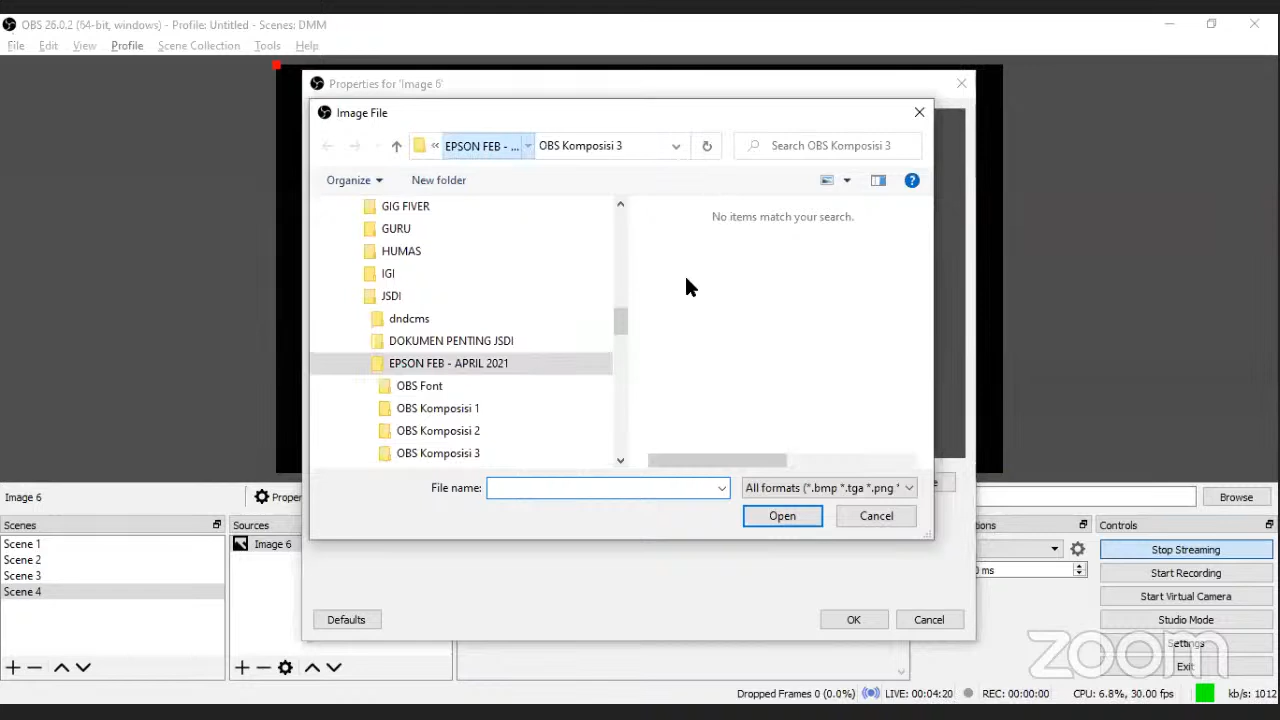 OBS 26.0.2 (64-bit, windows) - Profile: Untitled - Scenes: DMM
File Edit View Profile Scene Collection Tools Help
Properties for 'Image 6'
Image File
« EPSON FEB - ... OBS Komposisi 3 Search OBS Komposisi 3
Organize New folder
No items match your search.
GIG FIVER
GURU
HUMAS
IGI
JSDI
dndcms
DOKUMEN PENTING JSDI
EPSON FEB - APRIL 2021
OBS Font
OBS Komposisi 1
OBS Komposisi 2
OBS Komposisi 3
File name: All formats (*.bmp *.tga *.png *
Open Cancel
Image 6 Proper Browse
Scenes Sources Controls
Scene 1
Scene 2
Scene 3
Scene 4
Image 6
ms
Stop Streaming
Start Recording
Start Virtual Camera
Studio Mode
Settings
Exit
Defaults OK Cancel
zoom
Dropped Frames 0 (0.0%) LIVE: 00:04:20 REC: 00:00:00 CPU: 6.8%, 30.00 fps kb/s: 1012